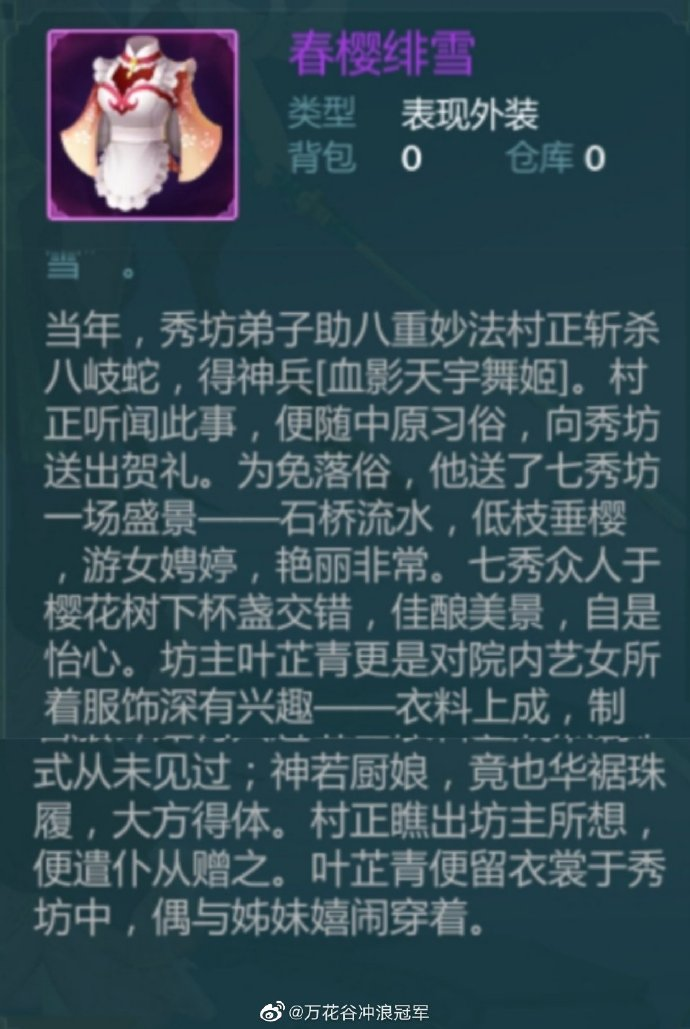 春樱绯雪
类型 表现外装
背包 0 仓库 0
雪 。
当年，秀坊弟子助八重妙法村正斩杀
八岐蛇，得神兵[血影天宇舞姬]。村
正听闻此事，便随中原习俗，向秀坊
送出贺礼。为免落俗，他送了七秀坊
一场盛景——石桥流水，低枝垂樱
，游女娉婷，艳丽非常。七秀众人于
樱花树下杯盏交错，佳酿美景，自是
怡心。坊主叶芷青更是对院内艺女所
着服饰深有兴趣——衣料上成，制
式从未见过；神若厨娘，竟也华裾珠
履，大方得体。村正瞧出坊主所想，
便遣仆从赠之。叶芷青便留衣裳于秀
坊中，偶与姊妹嬉闹穿着。
@万花谷冲浪冠军